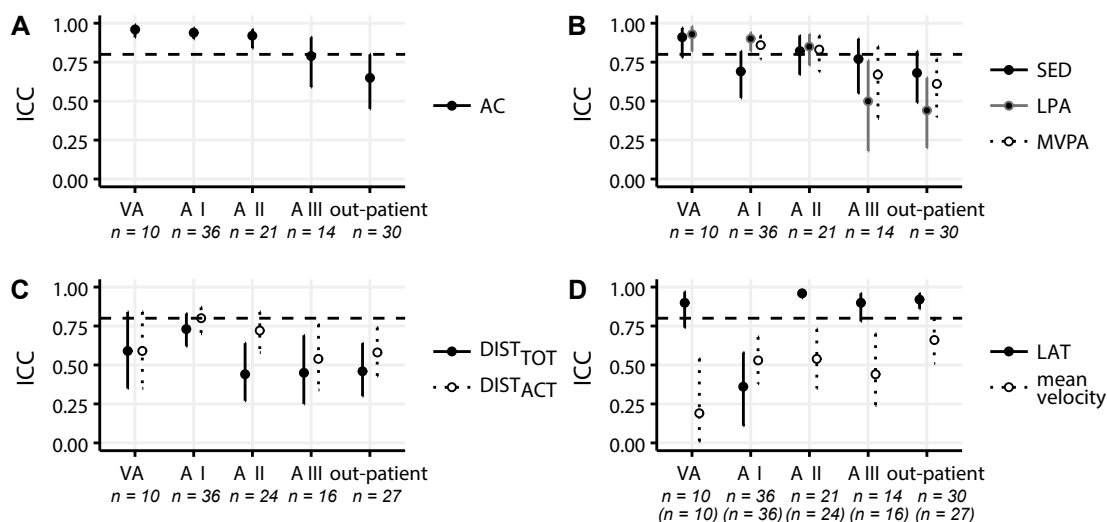 A
ICC
1.00
0.75
0.50
0.25
0.00
VA A I A II A III out-patient
n = 10 n = 36 n = 21 n = 14 n = 30
AC
B
ICC
1.00
0.75
0.50
0.25
0.00
VA A I A II A III out-patient
n = 10 n = 36 n = 21 n = 14 n = 30
SED
LPA
MVPA
C
ICC
1.00
0.75
0.50
0.25
0.00
VA A I A II A III out-patient
n = 10 n = 36 n = 24 n = 16 n = 27
DISTTOT
DISTACT
D
ICC
1.00
0.75
0.50
0.25
0.00
VA A I A II A III out-patient
n = 10 n = 36 n = 21 n = 14 n = 30
(n = 10) (n = 36) (n = 24) (n = 16) (n = 27)
LAT
mean
velocity